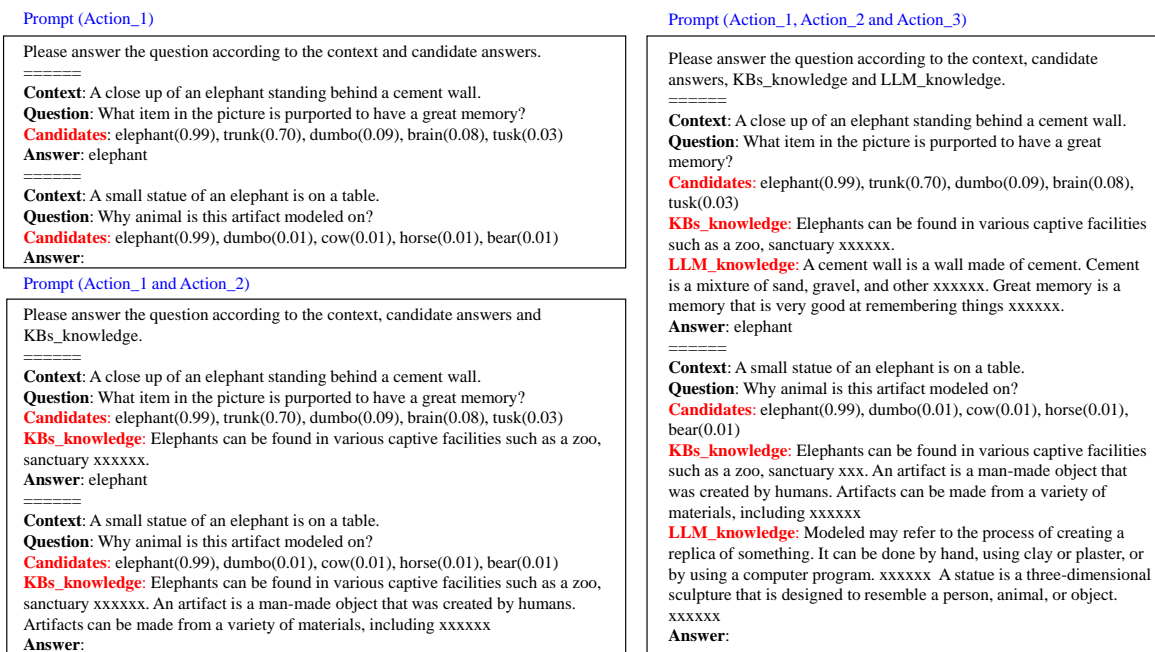 Prompt (Action_1)
Please answer the question according to the context and candidate answers.
======
Context: A close up of an elephant standing behind a cement wall.
Question: What item in the picture is purported to have a great memory?
Candidates: elephant(0.99), trunk(0.70), dumbo(0.09), brain(0.08), tusk(0.03)
Answer: elephant
======
Context: A small statue of an elephant is on a table.
Question: Why animal is this artifact modeled on?
Candidates: elephant(0.99), dumbo(0.01), cow(0.01), horse(0.01), bear(0.01)
Answer:
Prompt (Action_1 and Action_2)
Please answer the question according to the context, candidate answers and
KBs_knowledge.
======
Context: A close up of an elephant standing behind a cement wall.
Question: What item in the picture is purported to have a great memory?
Candidates: elephant(0.99), trunk(0.70), dumbo(0.09), brain(0.08), tusk(0.03)
KBs_knowledge: Elephants can be found in various captive facilities such as a zoo,
sanctuary xxxxxx.
Answer: elephant
======
Context: A small statue of an elephant is on a table.
Question: Why animal is this artifact modeled on?
Candidates: elephant(0.99), dumbo(0.01), cow(0.01), horse(0.01), bear(0.01)
KBs_knowledge: Elephants can be found in various captive facilities such as a zoo,
sanctuary xxxxxx. An artifact is a man-made object that was created by humans.
Artifacts can be made from a variety of materials, including xxxxxx
Answer:
Prompt (Action_1, Action_2 and Action_3)
Please answer the question according to the context, candidate
answers, KBs_knowledge and LLM_knowledge.
======
Context: A close up of an elephant standing behind a cement wall.
Question: What item in the picture is purported to have a great
memory?
Candidates: elephant(0.99), trunk(0.70), dumbo(0.09), brain(0.08),
tusk(0.03)
KBs_knowledge: Elephants can be found in various captive facilities
such as a zoo, sanctuary xxxxxx.
LLM_knowledge: A cement wall is a wall made of cement. Cement
is a mixture of sand, gravel, and other xxxxxx. Great memory is a
memory that is very good at remembering things xxxxxx.
Answer: elephant
======
Context: A small statue of an elephant is on a table.
Question: Why animal is this artifact modeled on?
Candidates: elephant(0.99), dumbo(0.01), cow(0.01), horse(0.01),
bear(0.01)
KBs_knowledge: Elephants can be found in various captive facilities
such as a zoo, sanctuary xxx. An artifact is a man-made object that
was created by humans. Artifacts can be made from a variety of
materials, including xxxxxx
LLM_knowledge: Modeled may refer to the process of creating a
replica of something. It can be done by hand, using clay or plaster, or
by using a computer program. xxxxxx A statue is a three-dimensional
sculpture that is designed to resemble a person, animal, or object.
xxxxxx
Answer: